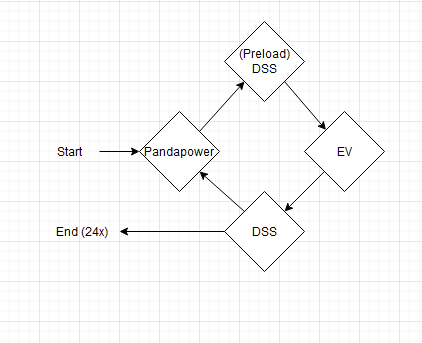 (Preload)
DSS
Start
Pandapower
EV
End (24x)
DSS